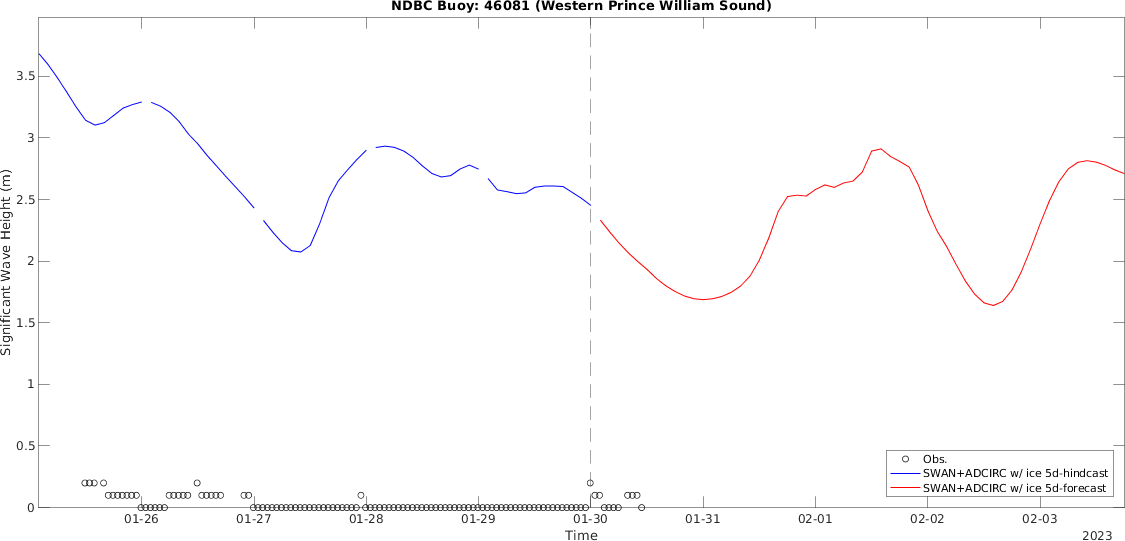 NDBC Buoy: 46081 (Western Prince William Sound)
3.5
3
2.5
2
1.5
1
0.5
0
Significant Wave Height (m)
Obs.
SWAN+ADCIRC w/ ice 5d-hindcast
SWAN+ADCIRC w/ ice 5d-forecast
01-26 01-27 01-28 01-29 01-30 01-31 02-01 02-02 02-03
Time
2023